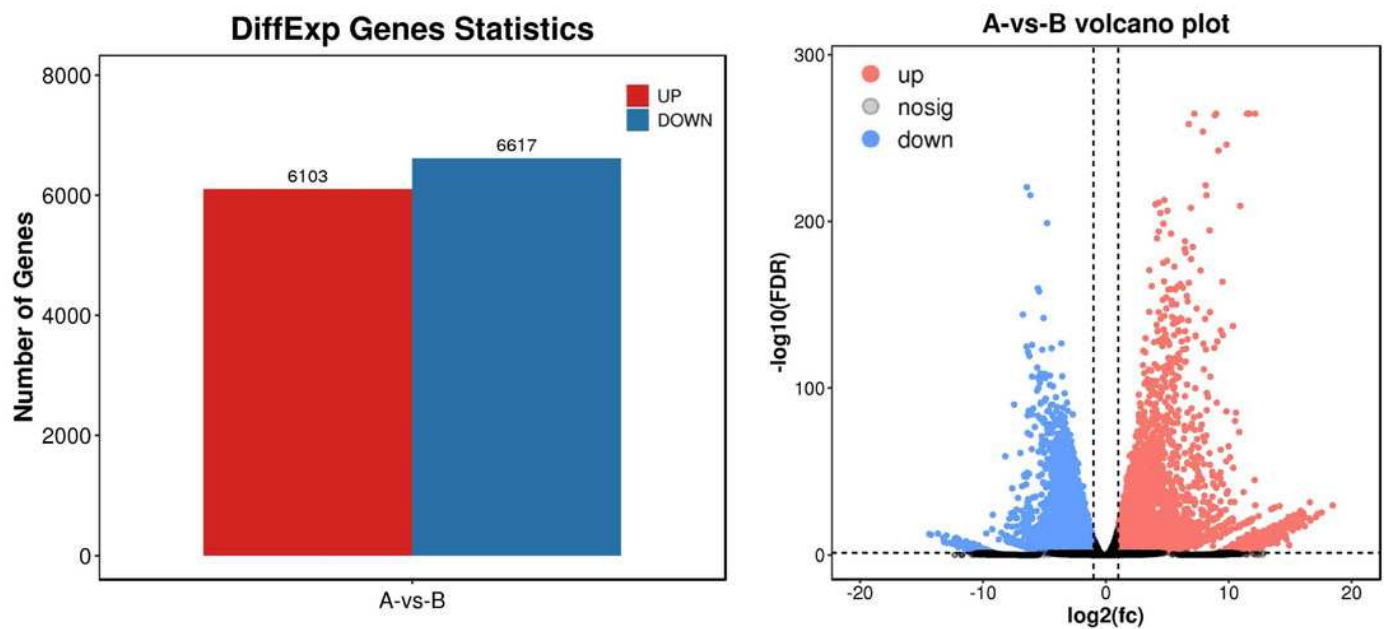 DiffExp Genes Statistics
Number of Genes
8000
6000
4000
2000
0
UP
DOWN
6103
6617
A-vs-B
A-vs-B volcano plot
-log10(FDR)
300
200
100
0
up
nosig
down
-20
-10
0
10
20
log2(fc)